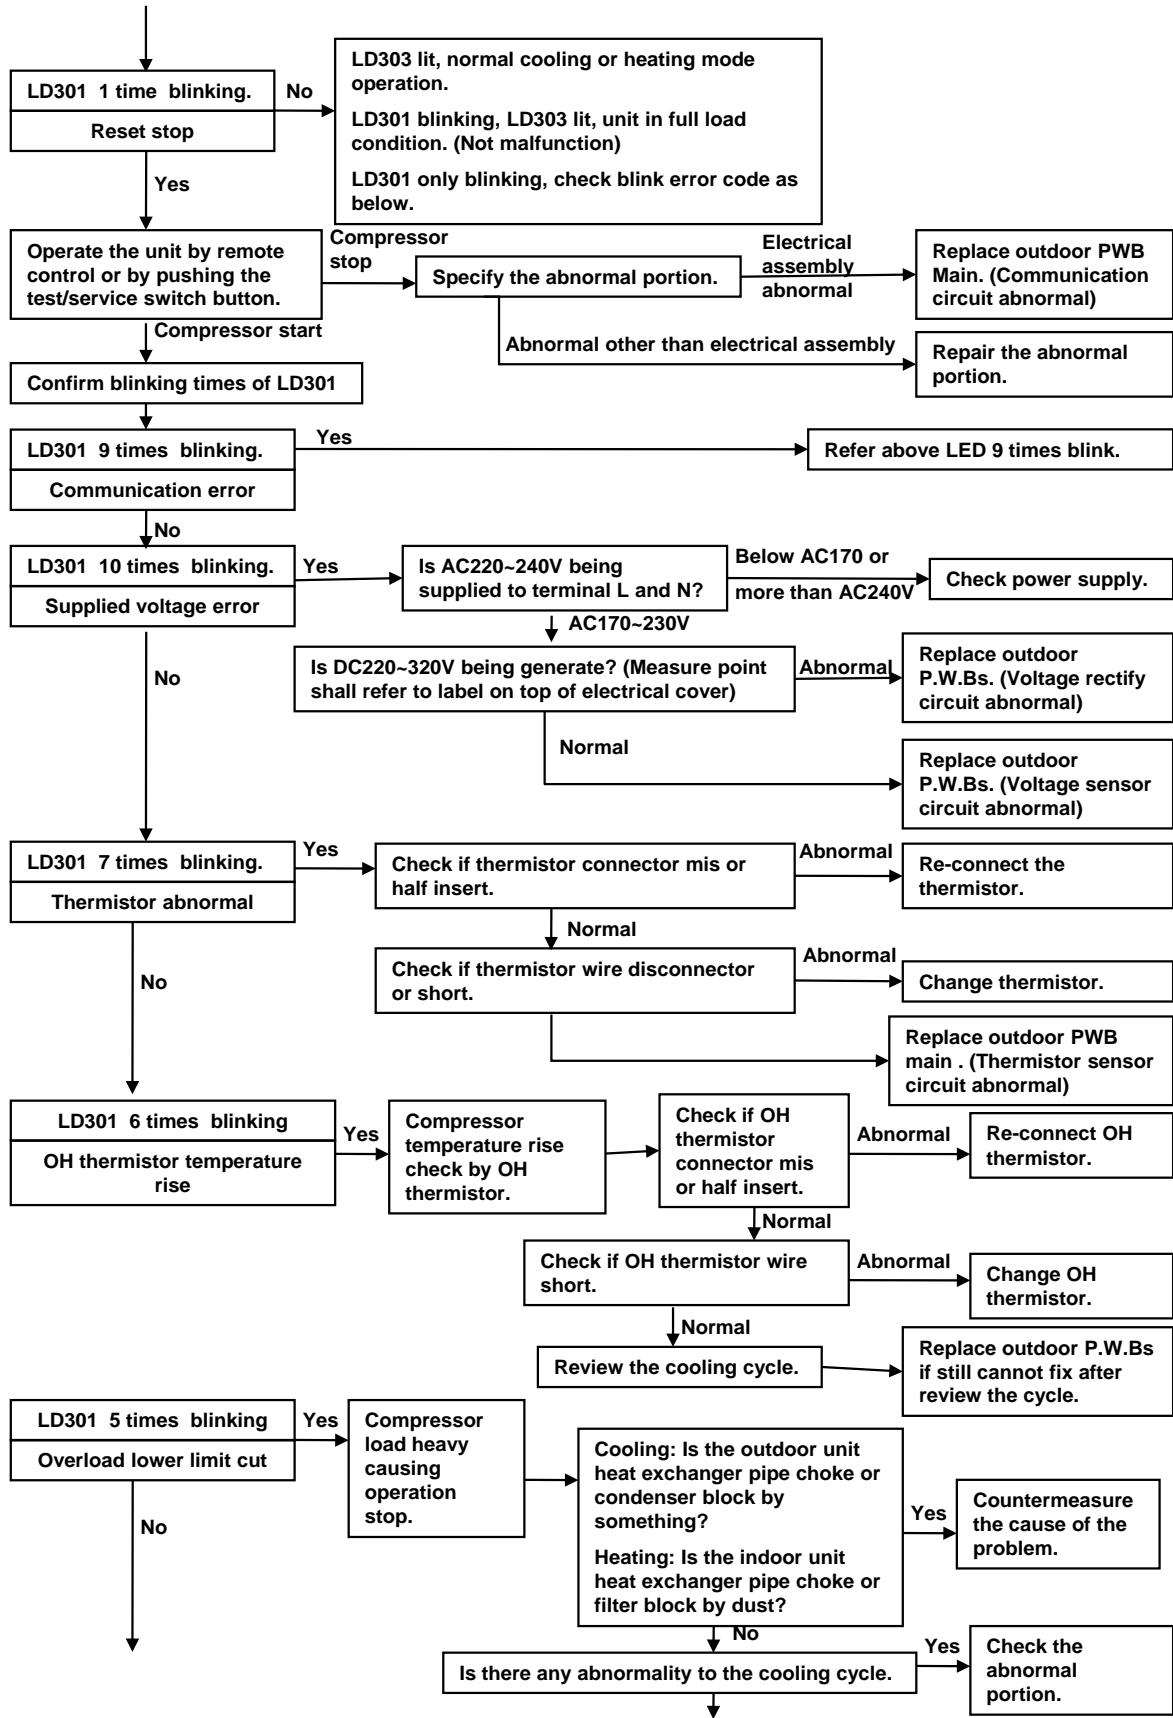 LD301 1 time blinking.
Reset stop
No
LD303 lit, normal cooling or heating mode
operation.
LD301 blinking, LD303 lit, unit in full load
condition. (Not malfunction)
LD301 only blinking, check blink error code as
below.
Yes
Operate the unit by remote
control or by pushing the
test/service switch button.
Compressor
stop
Specify the abnormal portion.
Electrical
assembly
abnormal
Replace outdoor PWB
Main. (Communication
circuit abnormal)
Compressor start
Abnormal other than electrical assembly
Repair the abnormal
portion.
Confirm blinking times of LD301
LD301 9 times blinking.
Communication error
Yes
Refer above LED 9 times blink.
No
LD301 10 times blinking.
Supplied voltage error
Yes
Is AC220~240V being
supplied to terminal L and N?
Below AC170 or
more than AC240V
Check power supply.
AC170~230V
No
Is DC220~320V being generate? (Measure point
shall refer to label on top of electrical cover)
Abnormal
Replace outdoor
P.W.Bs. (Voltage rectify
circuit abnormal)
Normal
Replace outdoor
P.W.Bs. (Voltage sensor
circuit abnormal)
LD301 7 times blinking.
Thermistor abnormal
Yes
Check if thermistor connector mis or
half insert.
Abnormal
Re-connect the
thermistor.
Normal
No
Check if thermistor wire disconnector
or short.
Abnormal
Change thermistor.
Replace outdoor PWB
main . (Thermistor sensor
circuit abnormal)
LD301 6 times blinking
OH thermistor temperature
rise
Yes
Compressor
temperature rise
check by OH
thermistor.
Check if OH
thermistor
connector mis
or half insert.
Abnormal
Re-connect OH
thermistor.
Normal
Check if OH thermistor wire
short.
Abnormal
Change OH
thermistor.
Normal
Review the cooling cycle.
Replace outdoor P.W.Bs
if still cannot fix after
review the cycle.
LD301 5 times blinking
Overload lower limit cut
Yes
Compressor
load heavy
causing
operation
stop.
Cooling: Is the outdoor unit
heat exchanger pipe choke or
condenser block by
something?
Heating: Is the indoor unit
heat exchanger pipe choke or
filter block by dust?
Yes
Countermeasure
the cause of the
problem.
No
No
Is there any abnormality to the cooling cycle.
Yes
Check the
abnormal
portion.